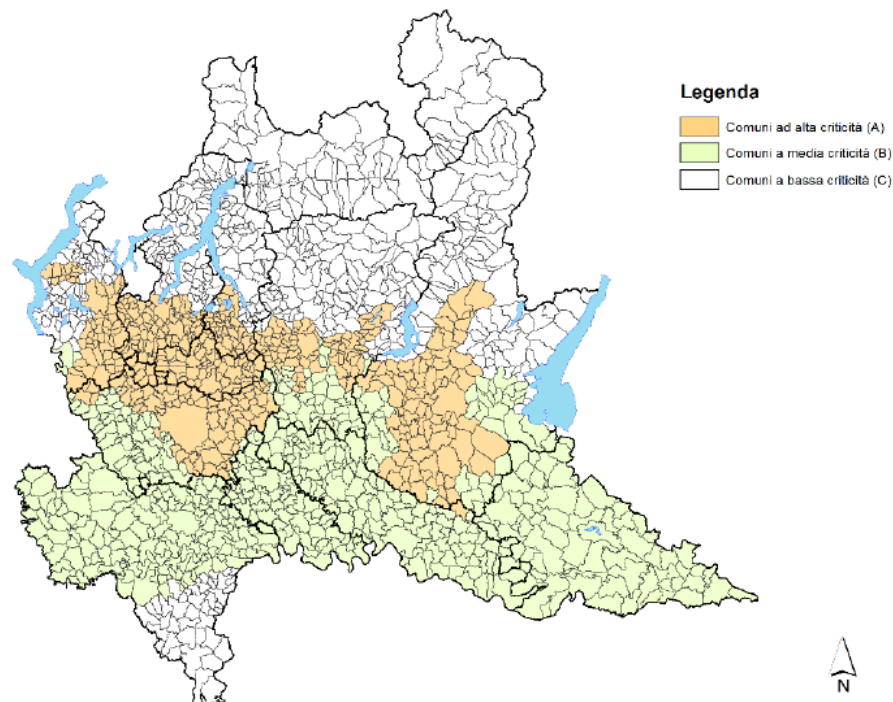 Legenda
Comuni ad alta criticità (A)
Comuni a media criticità (B)
Comuni a bassa criticità (C)
N